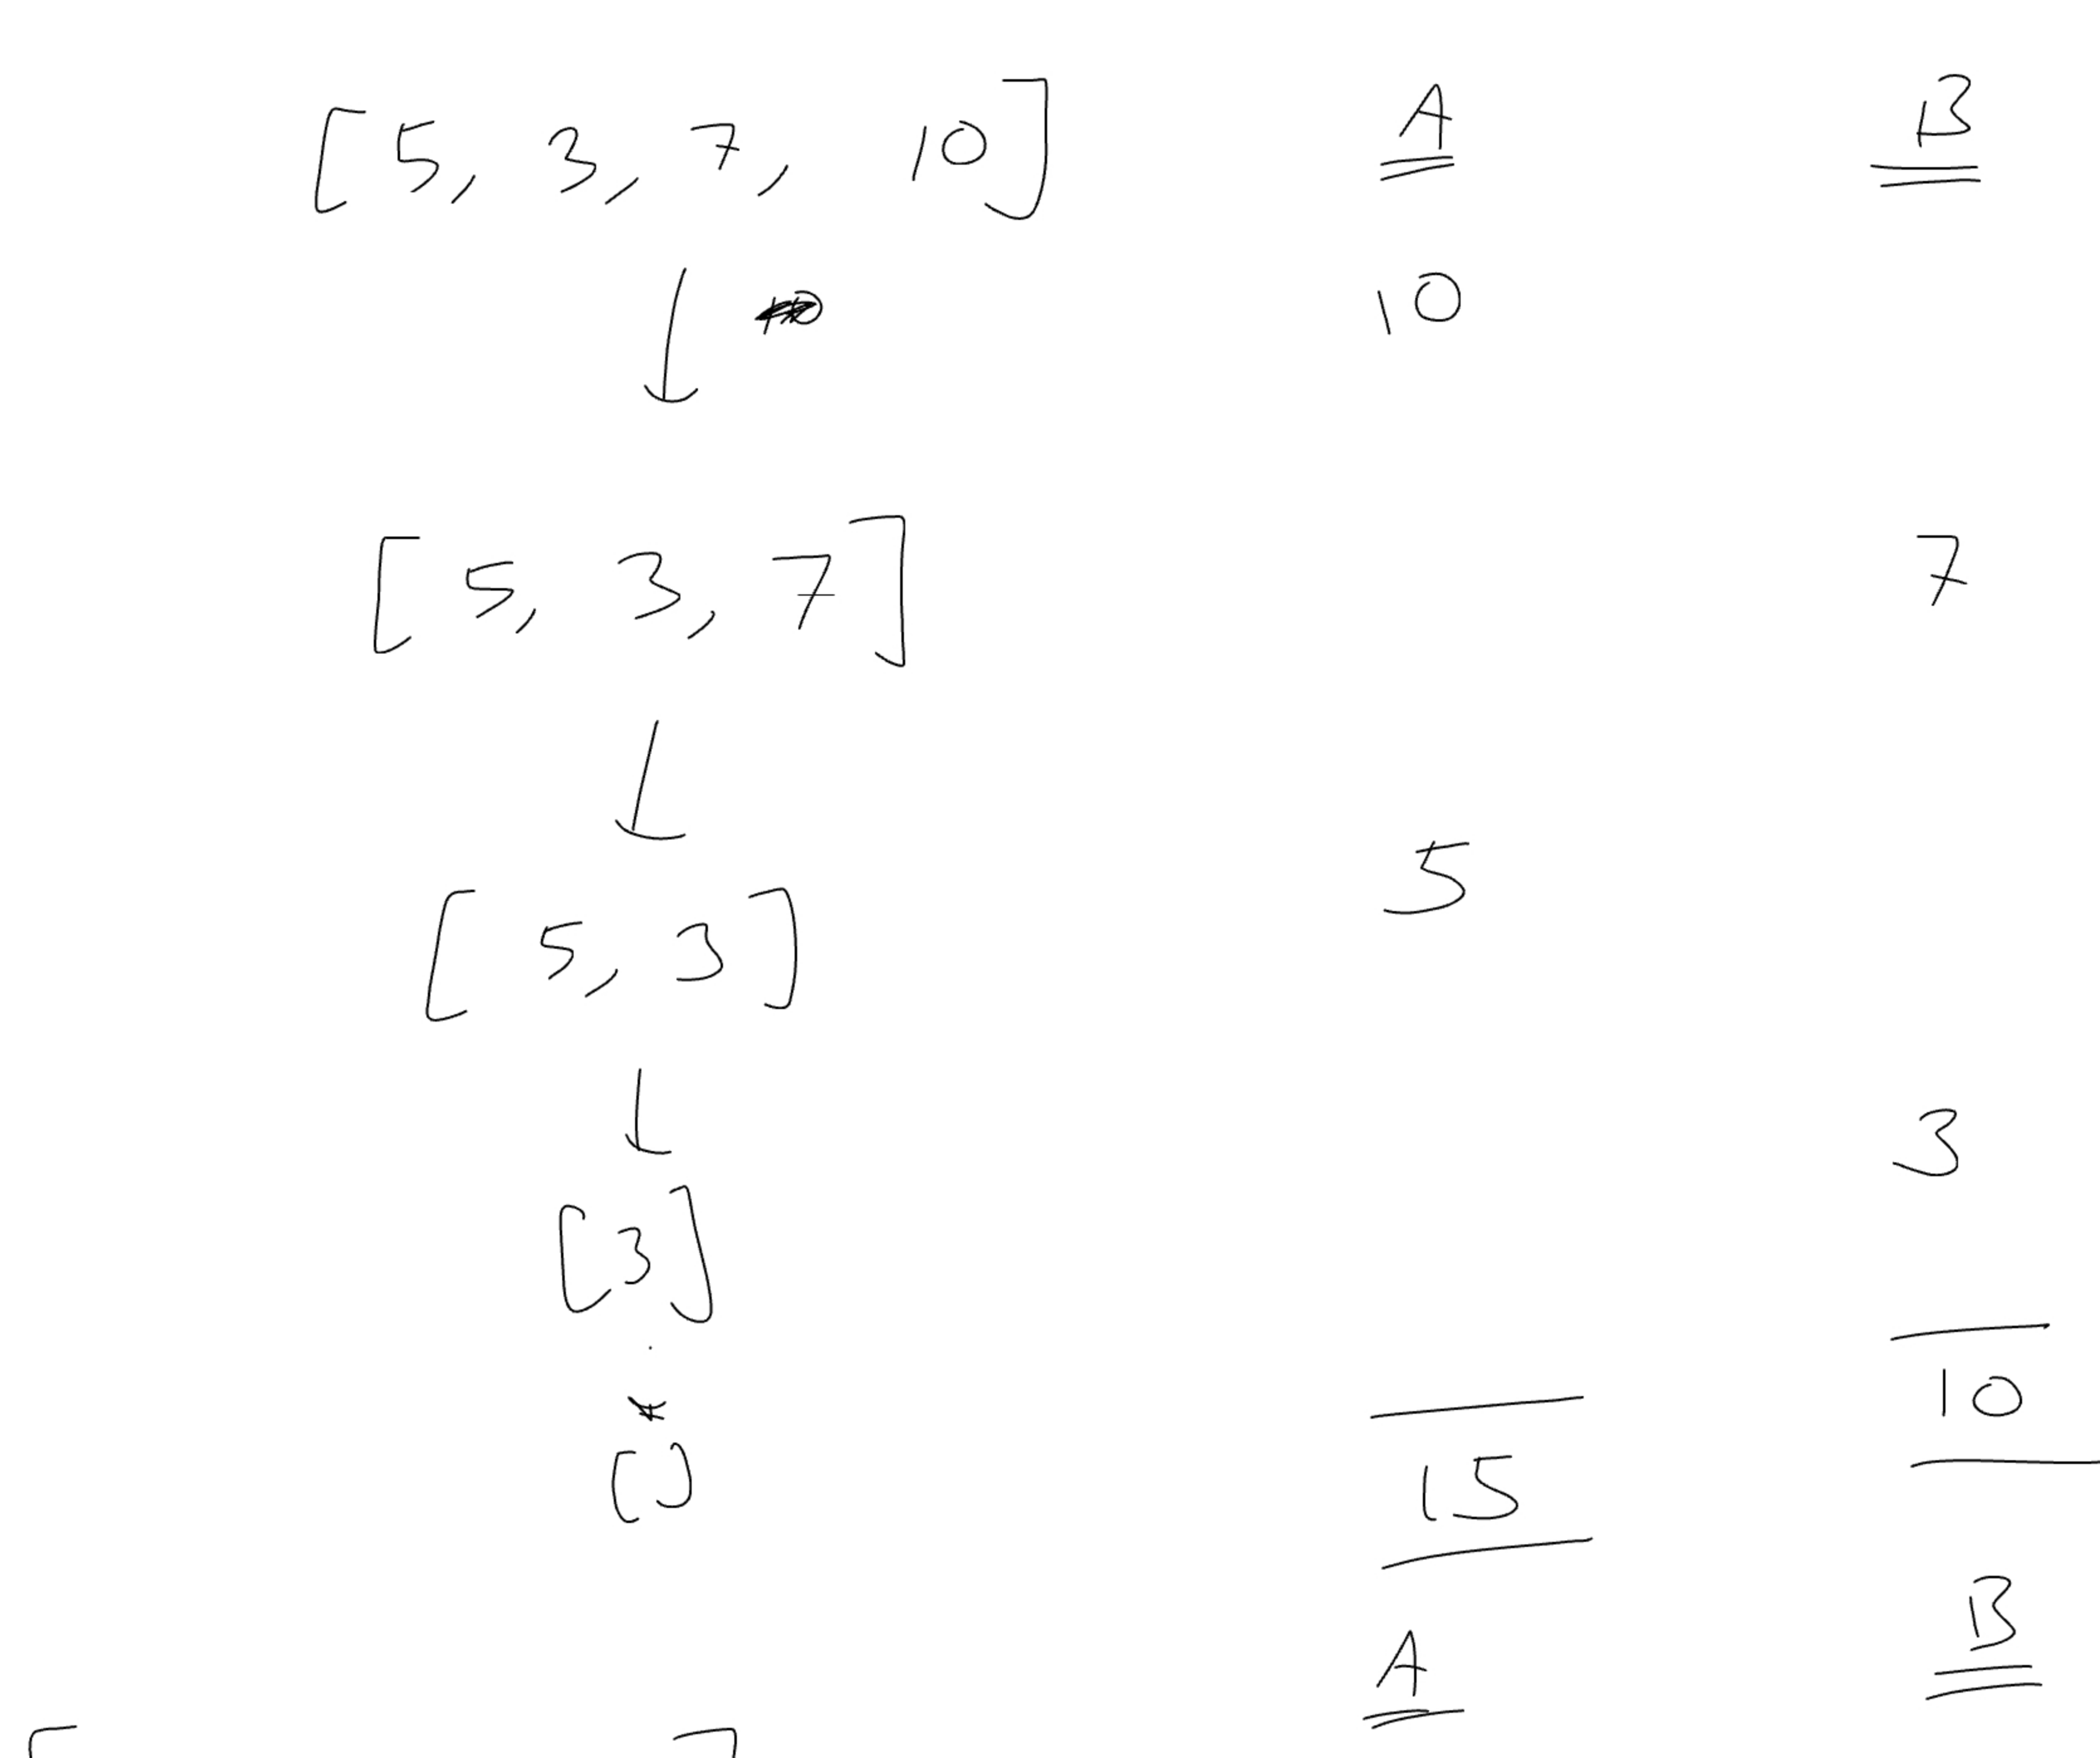 [ 5, 3, 7, 10 ] A B
10
[ 5, 3, 7 ] 7
5
[ 5, 3 ]
3
[ 3 ]
10
[ ] 15
B
A
[ ]